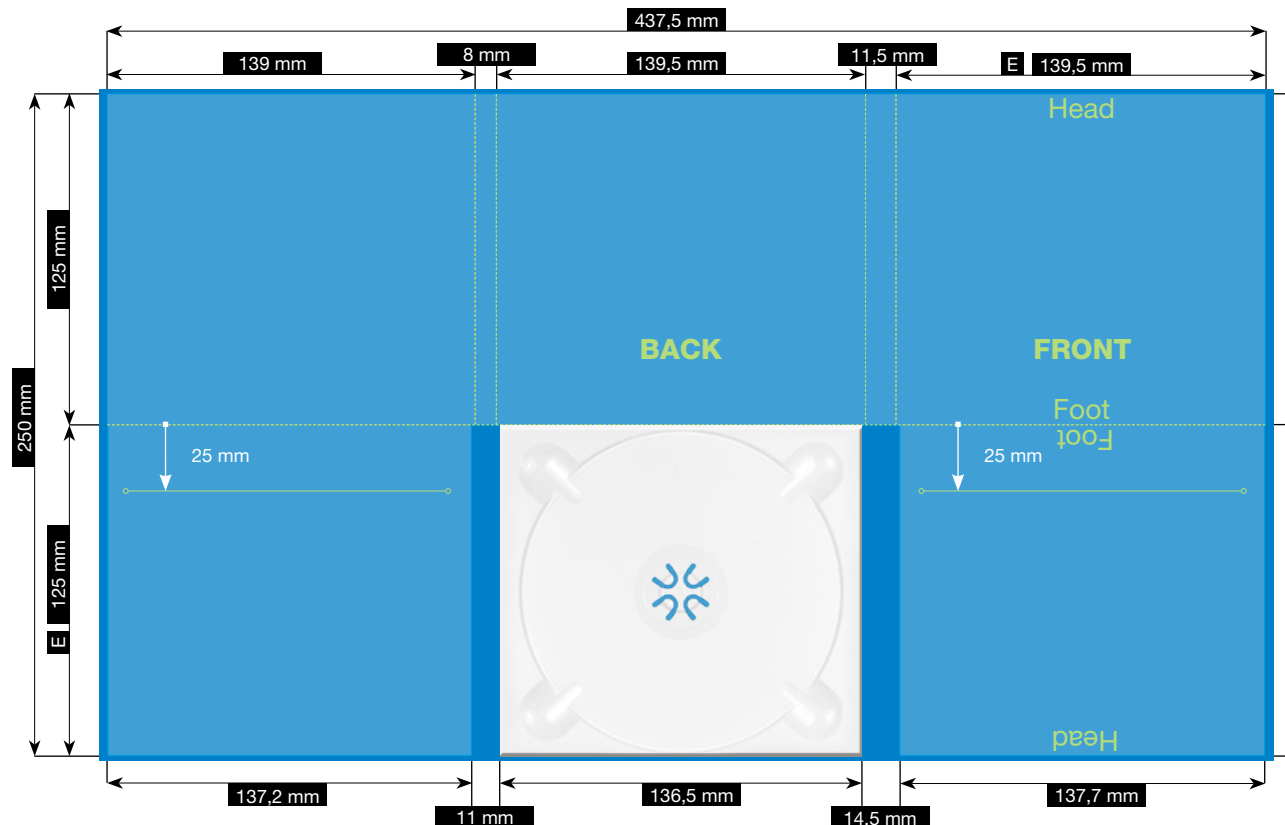 437,5 mm
139 mm
8 mm
139,5 mm
11,5 mm
E 139,5 mm
Head
125 mm
250 mm
BACK
FRONT
Foot
Foot
25 mm
25 mm
E 125 mm
Head
137,2 mm
11 mm
136,5 mm
14,5 mm
137,7 mm